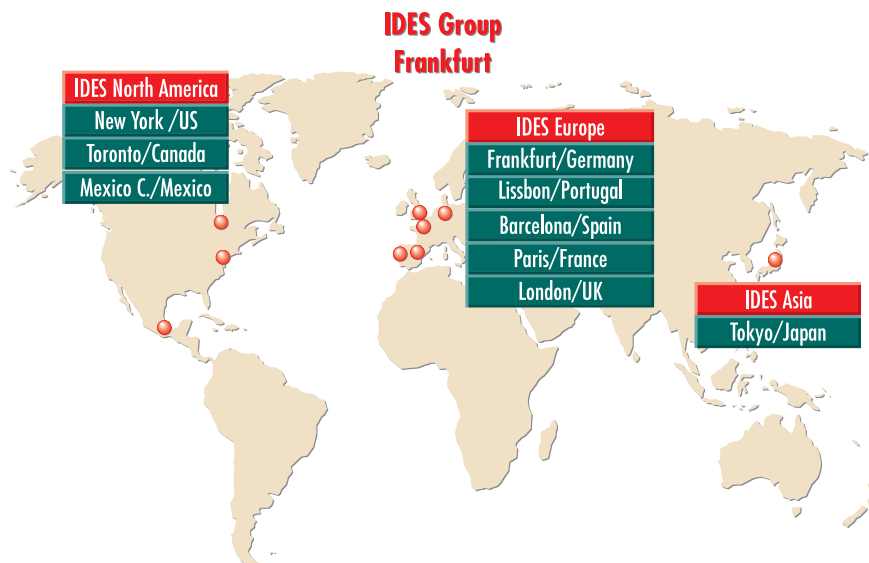 IDES Group
Frankfurt
IDES North America
New York /US
Toronto/Canada
Mexico C./Mexico
IDES Europe
Frankfurt/Germany
Lissbon/Portugal
Barcelona/Spain
Paris/France
London/UK
IDES Asia
Tokyo/Japan